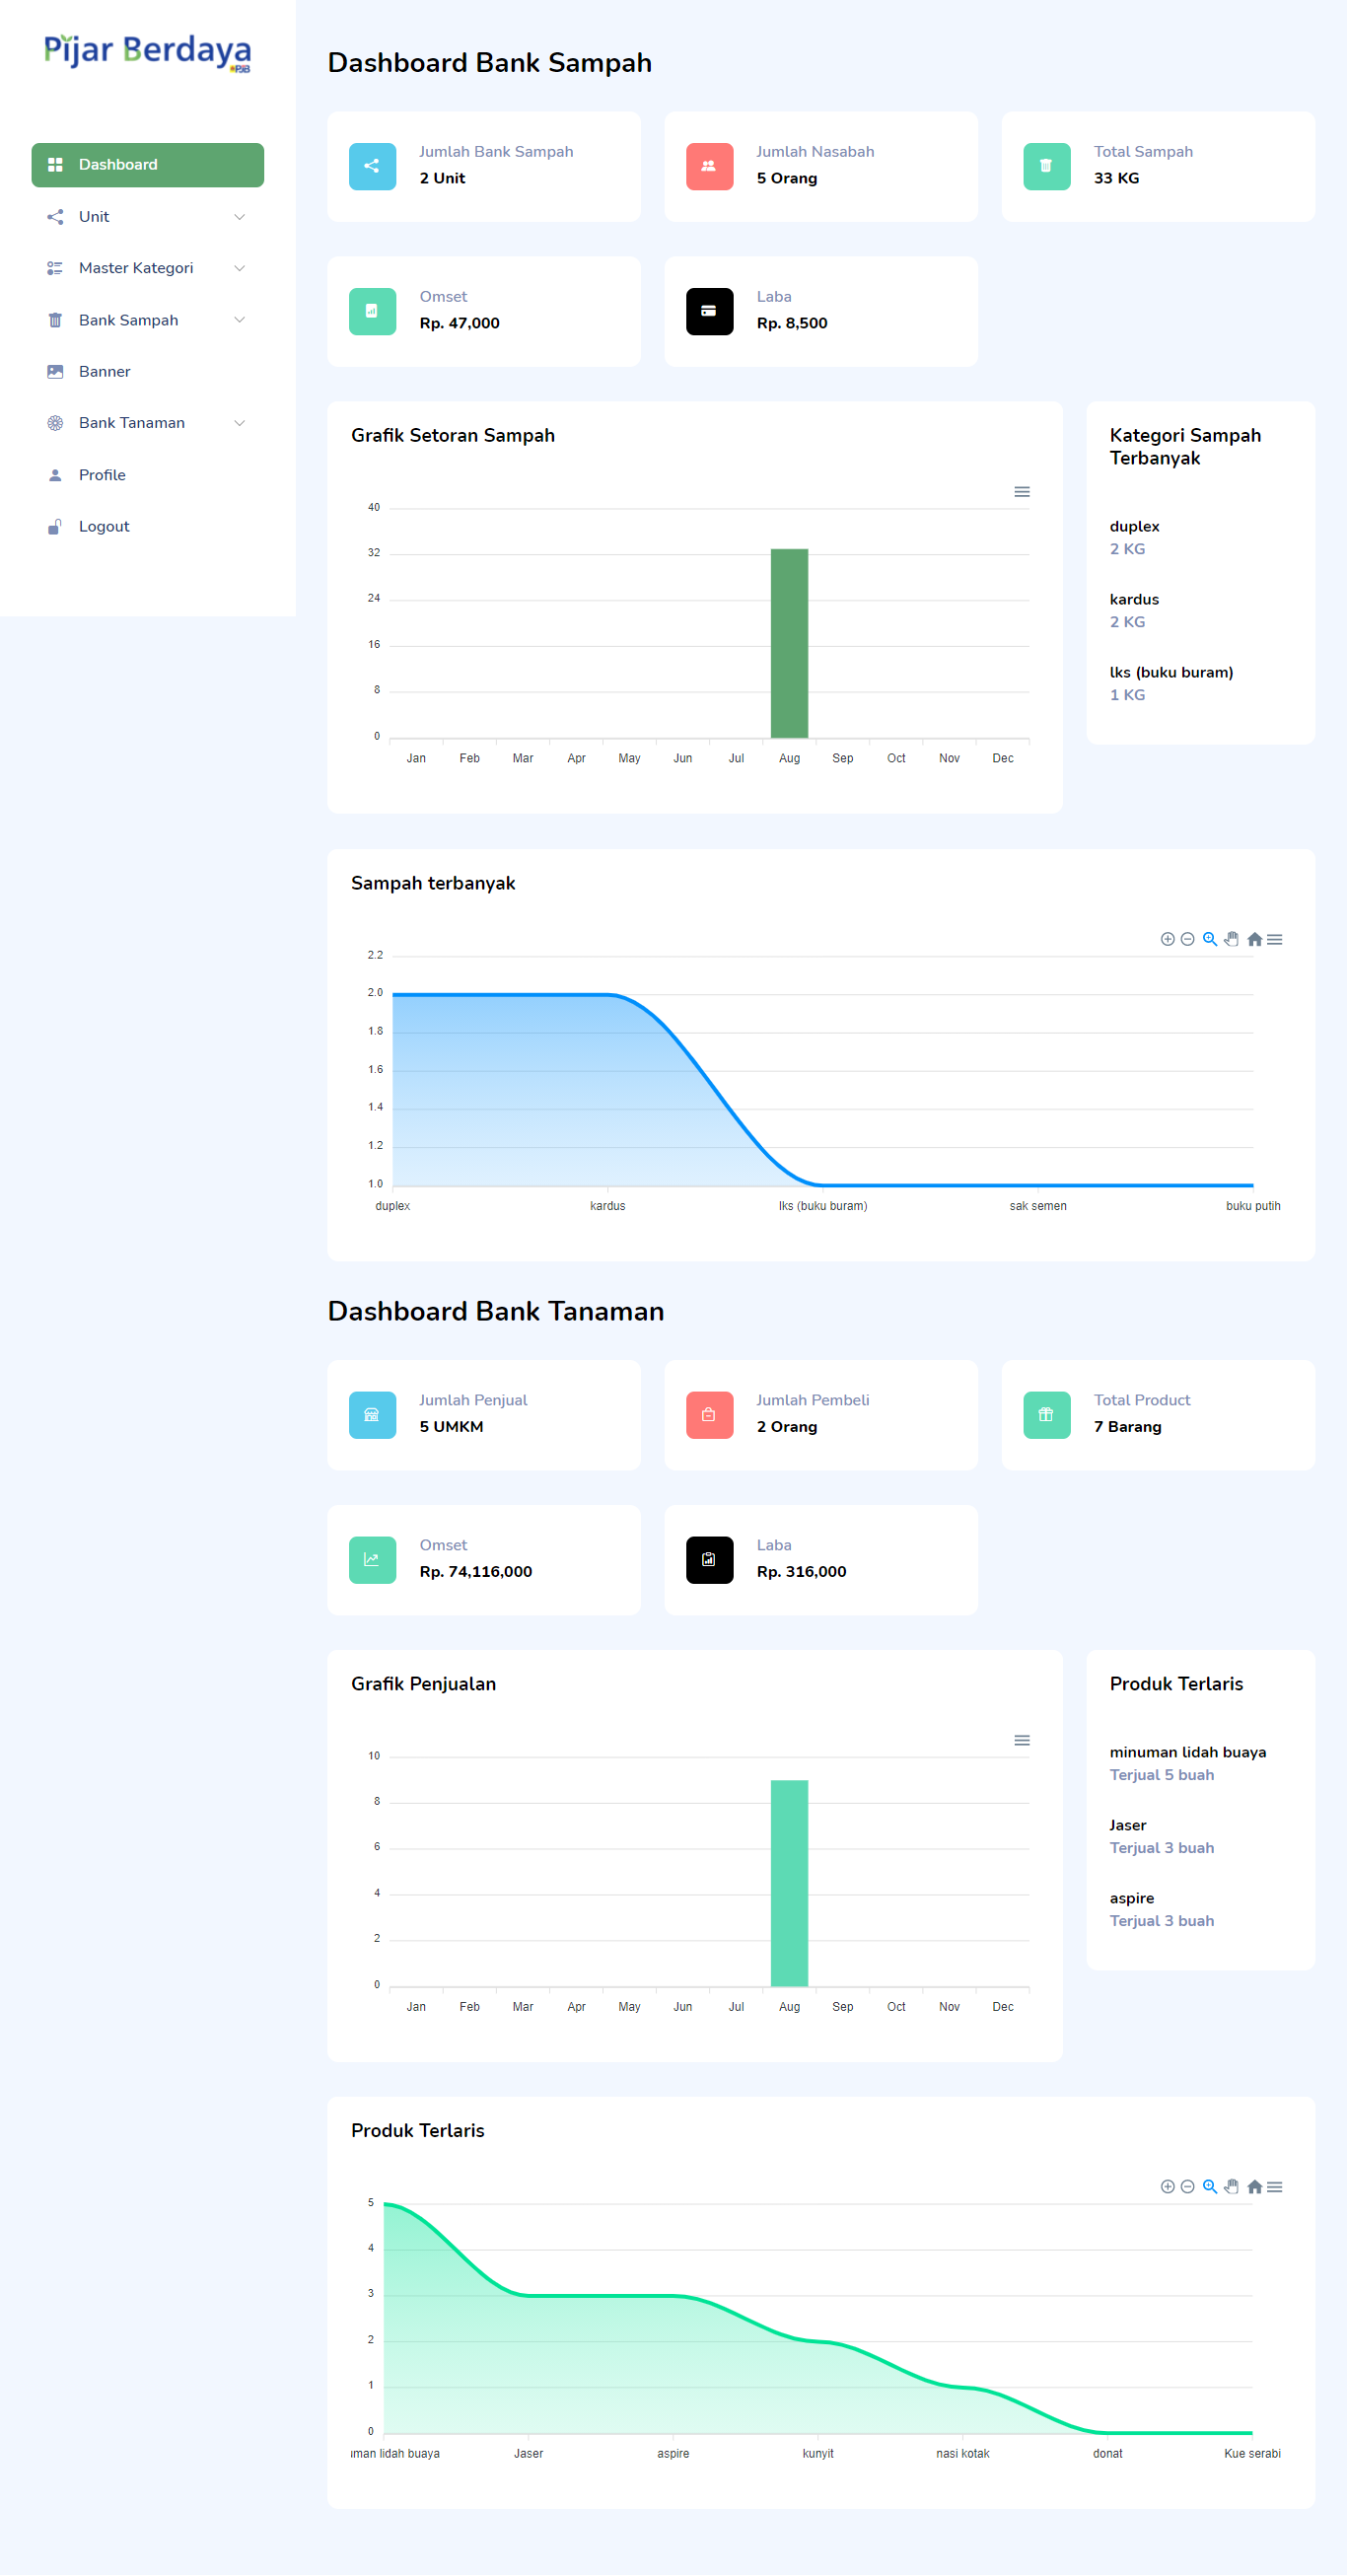 Pijar Berdaya
PJB
Dashboard
Unit
Master Kategori
Bank Sampah
Banner
Bank Tanaman
Profile
Logout
Dashboard Bank Sampah
Jumlah Bank Sampah
2 Unit
Jumlah Nasabah
5 Orang
Total Sampah
33 KG
Omset
Rp. 47,000
Laba
Rp. 8,500
Grafik Setoran Sampah
40
32
24
16
8
0
Jan Feb Mar Apr May Jun Jul Aug Sep Oct Nov Dec
Kategori Sampah
Terbanyak
duplex
2 KG
kardus
2 KG
lks (buku buram)
1 KG
Sampah terbanyak
2.2
2.0
1.8
1.6
1.4
1.2
1.0
duplex kardus lks (buku buram) sak semen buku putih
Dashboard Bank Tanaman
Jumlah Penjual
5 UMKM
Jumlah Pembeli
2 Orang
Total Product
7 Barang
Omset
Rp. 74,116,000
Laba
Rp. 316,000
Grafik Penjualan
10
8
6
4
2
0
Jan Feb Mar Apr May Jun Jul Aug Sep Oct Nov Dec
Produk Terlaris
minuman lidah buaya
Terjual 5 buah
Jaser
Terjual 3 buah
aspire
Terjual 3 buah
Produk Terlaris
5
4
3
2
1
0
uman lidah buaya Jaser aspire kunyit nasi kotak donat Kue serabi